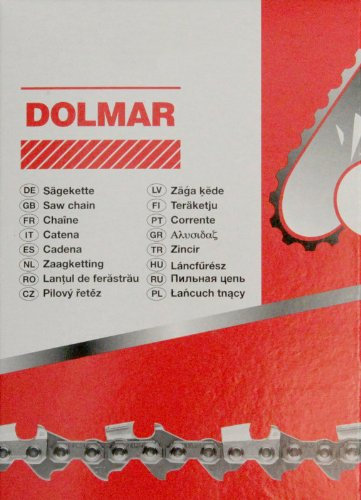 DOLMAR
DE Sägekette
GB Saw chain
FR Chaîne
IT Catena
ES Cadena
NL Zaagketting
RO Lanţul de ferăstrău
CZ Pilový řetěz
LV Zāģa ķēde
FI Teräketju
PT Corrente
GR Αλυσιδαξ
TR Zincir
HU Láncfűrész
RU Пильная цепь
PL Łańcuch tnący